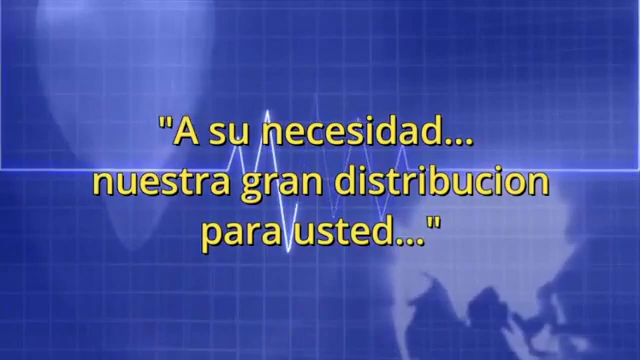 "A su necesidad...
nuestra gran distribucion
para usted..."